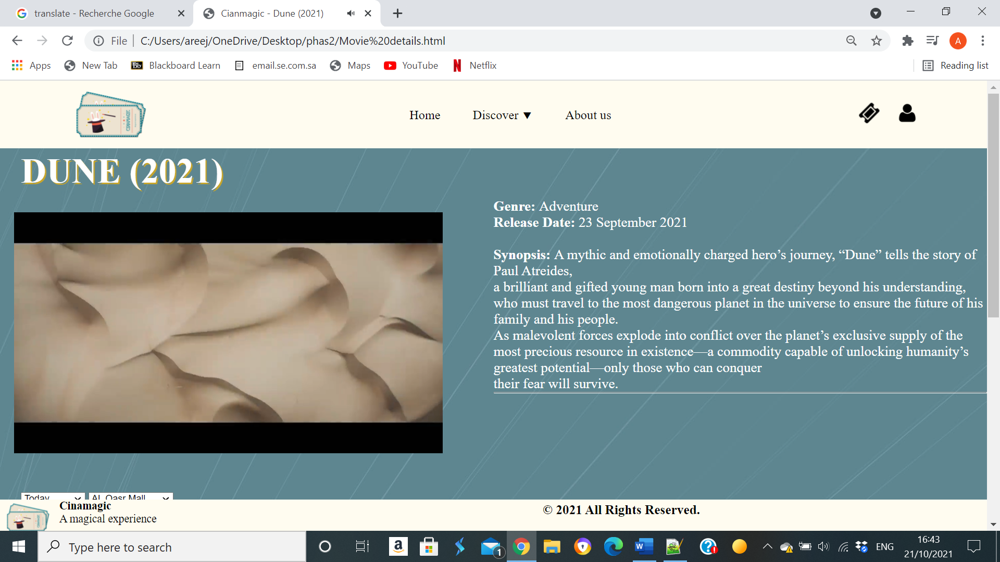 translate - Recherche Google
Cianmagic - Dune (2021)
File
C:/Users/areej/OneDrive/Desktop/phas2/Movie%20details.html
A
Apps
New Tab
Bb
Blackboard Learn
email.se.com.sa
Maps
YouTube
Netflix
Reading list
CINAMAGIC
Home
Discover ▼
About us
DUNE (2021)
Genre: Adventure
Release Date: 23 September 2021
Synopsis: A mythic and emotionally charged hero’s journey, “Dune” tells the story of
Paul Atreides,
a brilliant and gifted young man born into a great destiny beyond his understanding,
who must travel to the most dangerous planet in the universe to ensure the future of his
family and his people.
As malevolent forces explode into conflict over the planet’s exclusive supply of the
most precious resource in existence—a commodity capable of unlocking humanity’s
greatest potential—only those who can conquer
their fear will survive.
Today
AL Qasr Mall
Cinamagic
A magical experience
© 2021 All Rights Reserved.
Type here to search
1
ENG
16:43
21/10/2021